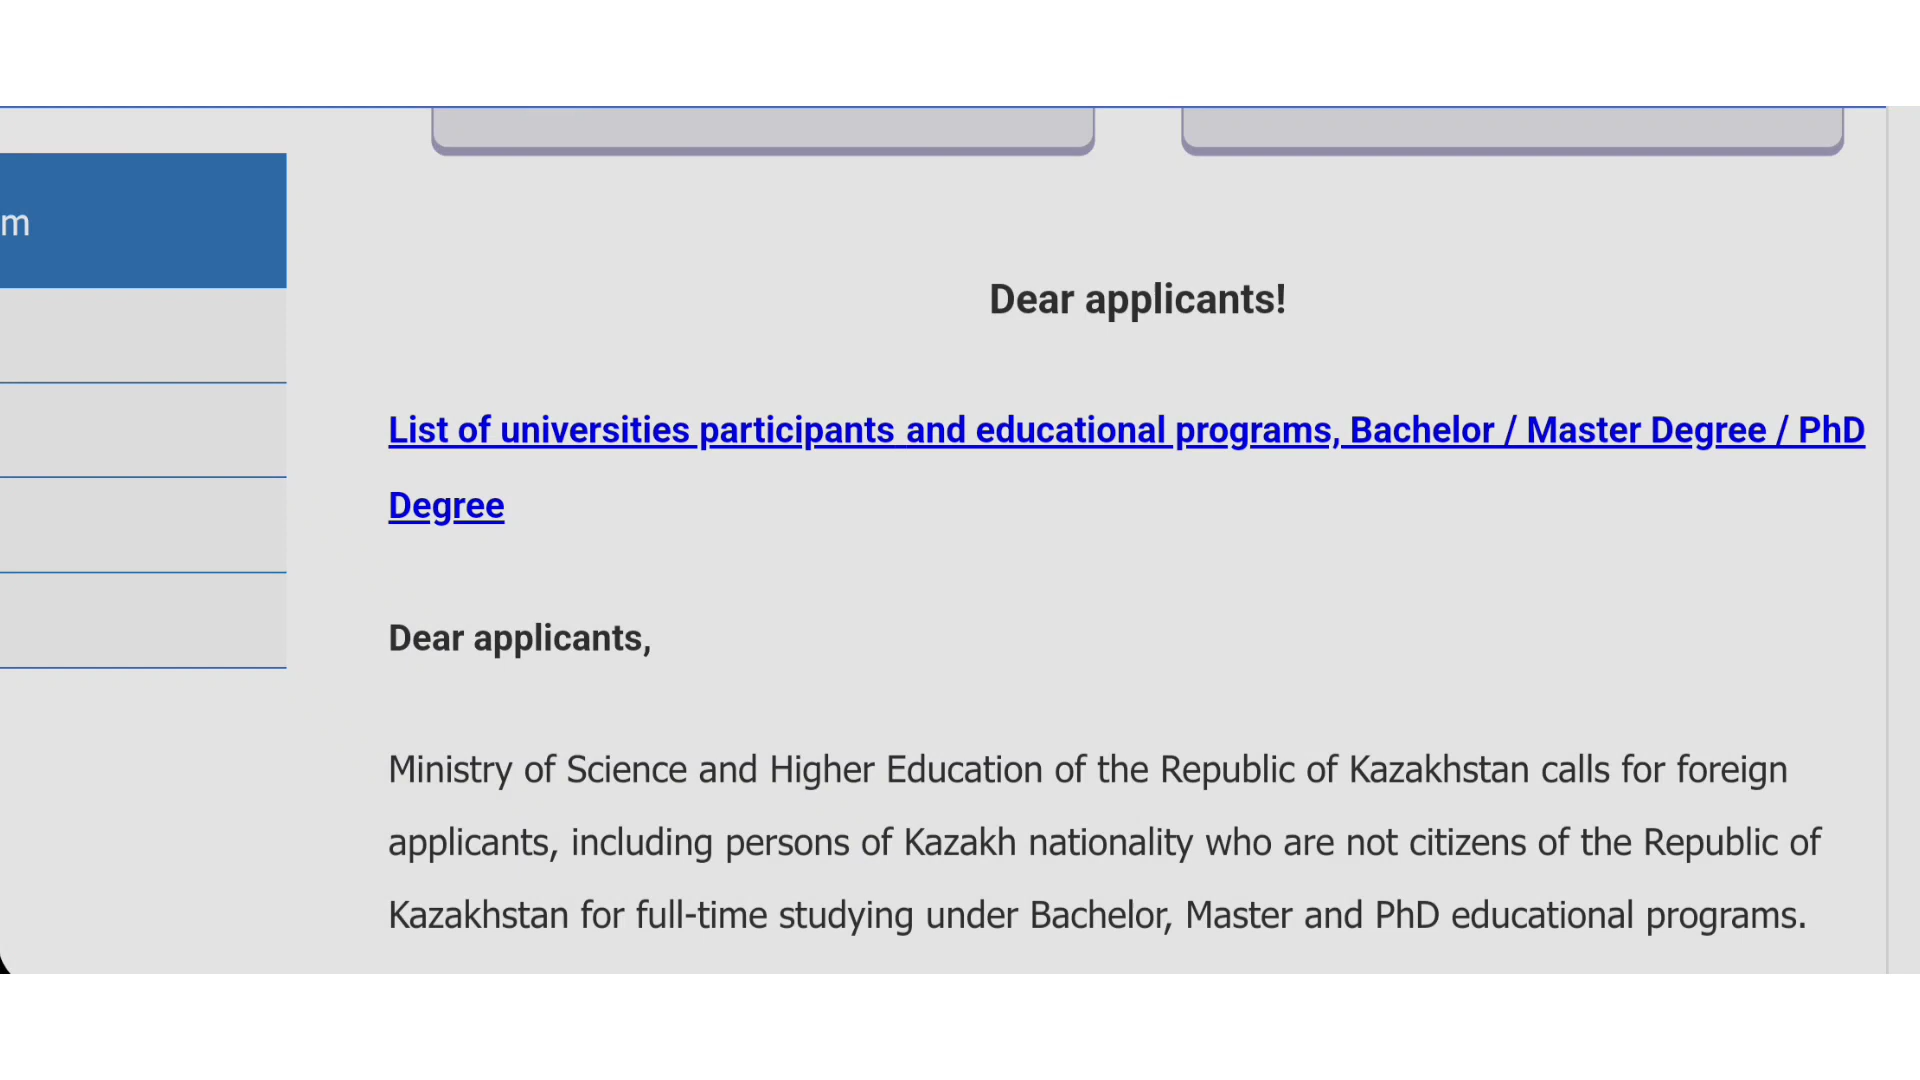 m
Dear applicants!
List of universities participants and educational programs, Bachelor / Master Degree / PhD
Degree
Dear applicants,
Ministry of Science and Higher Education of the Republic of Kazakhstan calls for foreign
applicants, including persons of Kazakh nationality who are not citizens of the Republic of
Kazakhstan for full-time studying under Bachelor, Master and PhD educational programs.